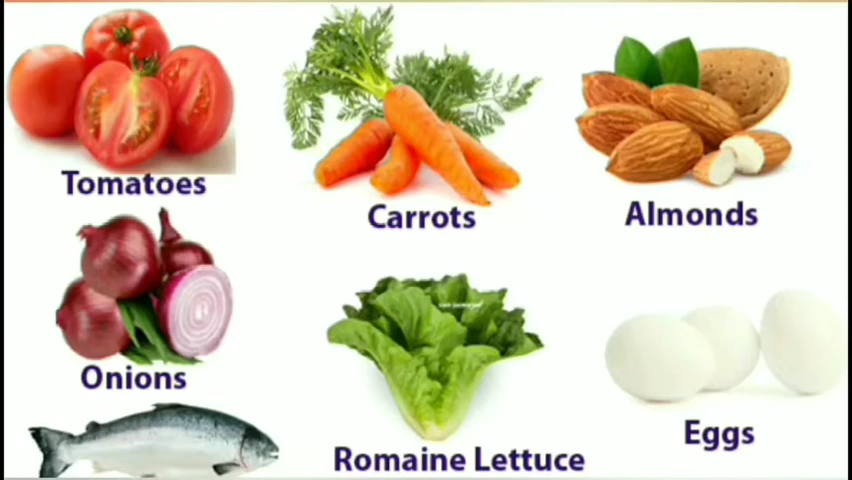 Tomatoes
Carrots
Almonds
Onions
Romaine Lettuce
Eggs